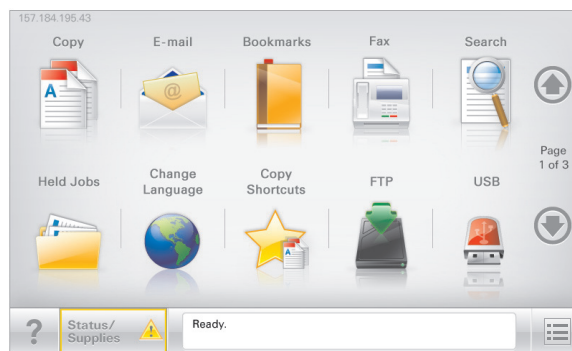 157.184.195.43
Copy
E-mail
Bookmarks
Fax
Search
A
@
Page
1 of 3
Held Jobs
Change
Language
Copy
Shortcuts
FTP
USB
A
?
Status/
Supplies
Ready.